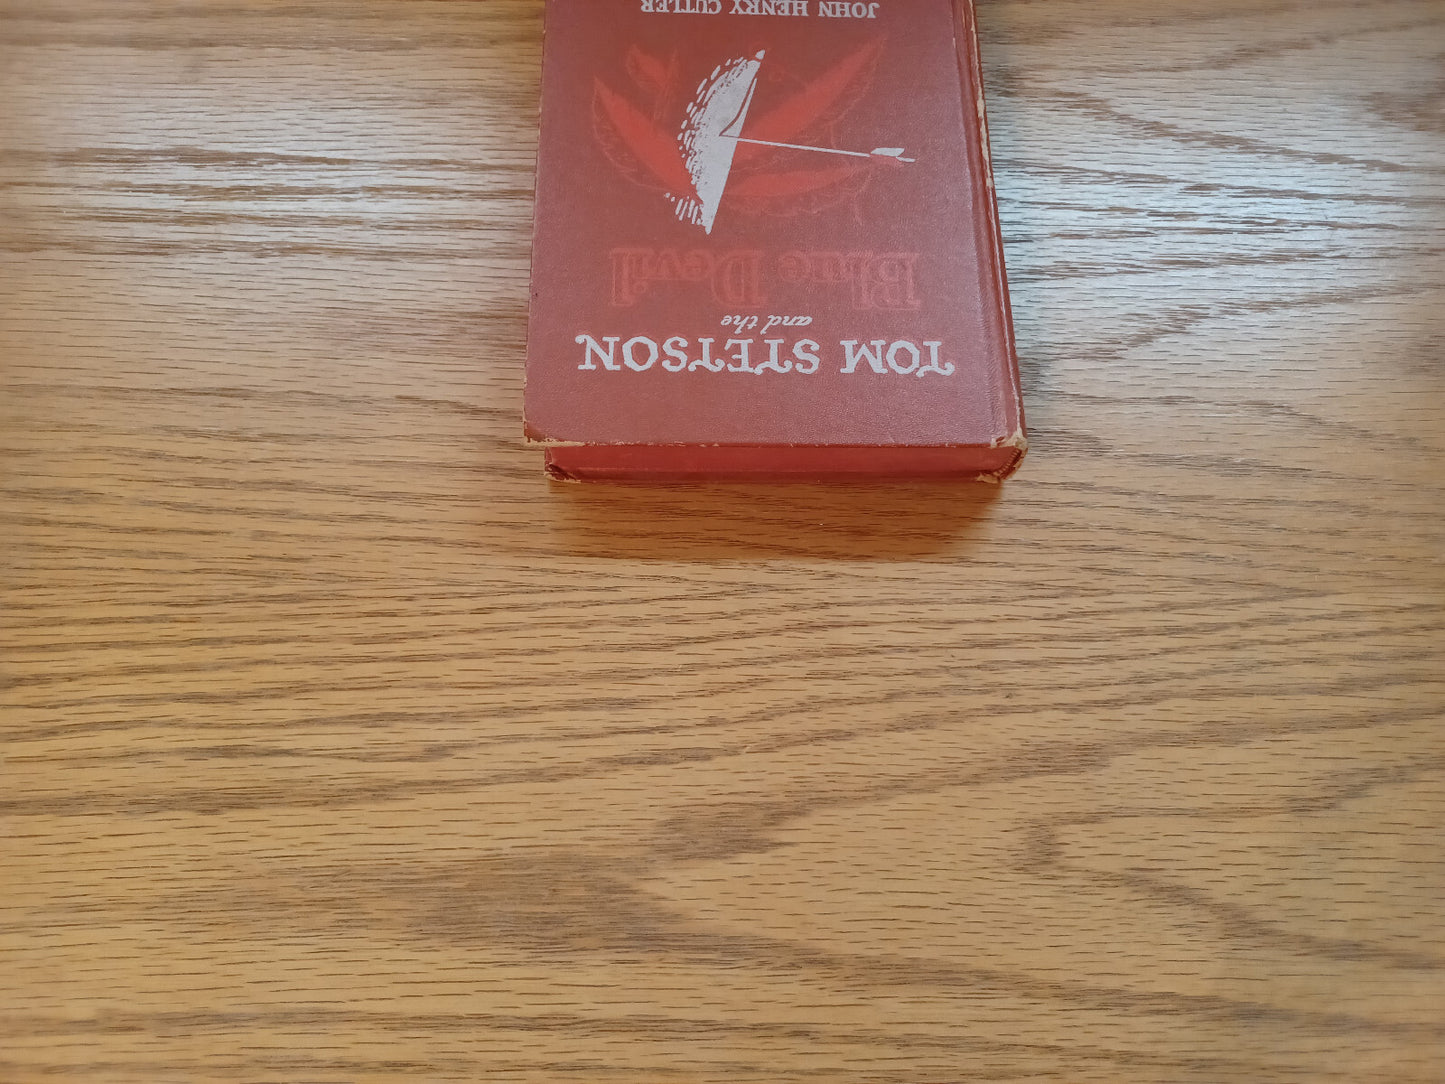 TOM STETSON
and the
Blue Devil
JOHN HENRY CUTLER